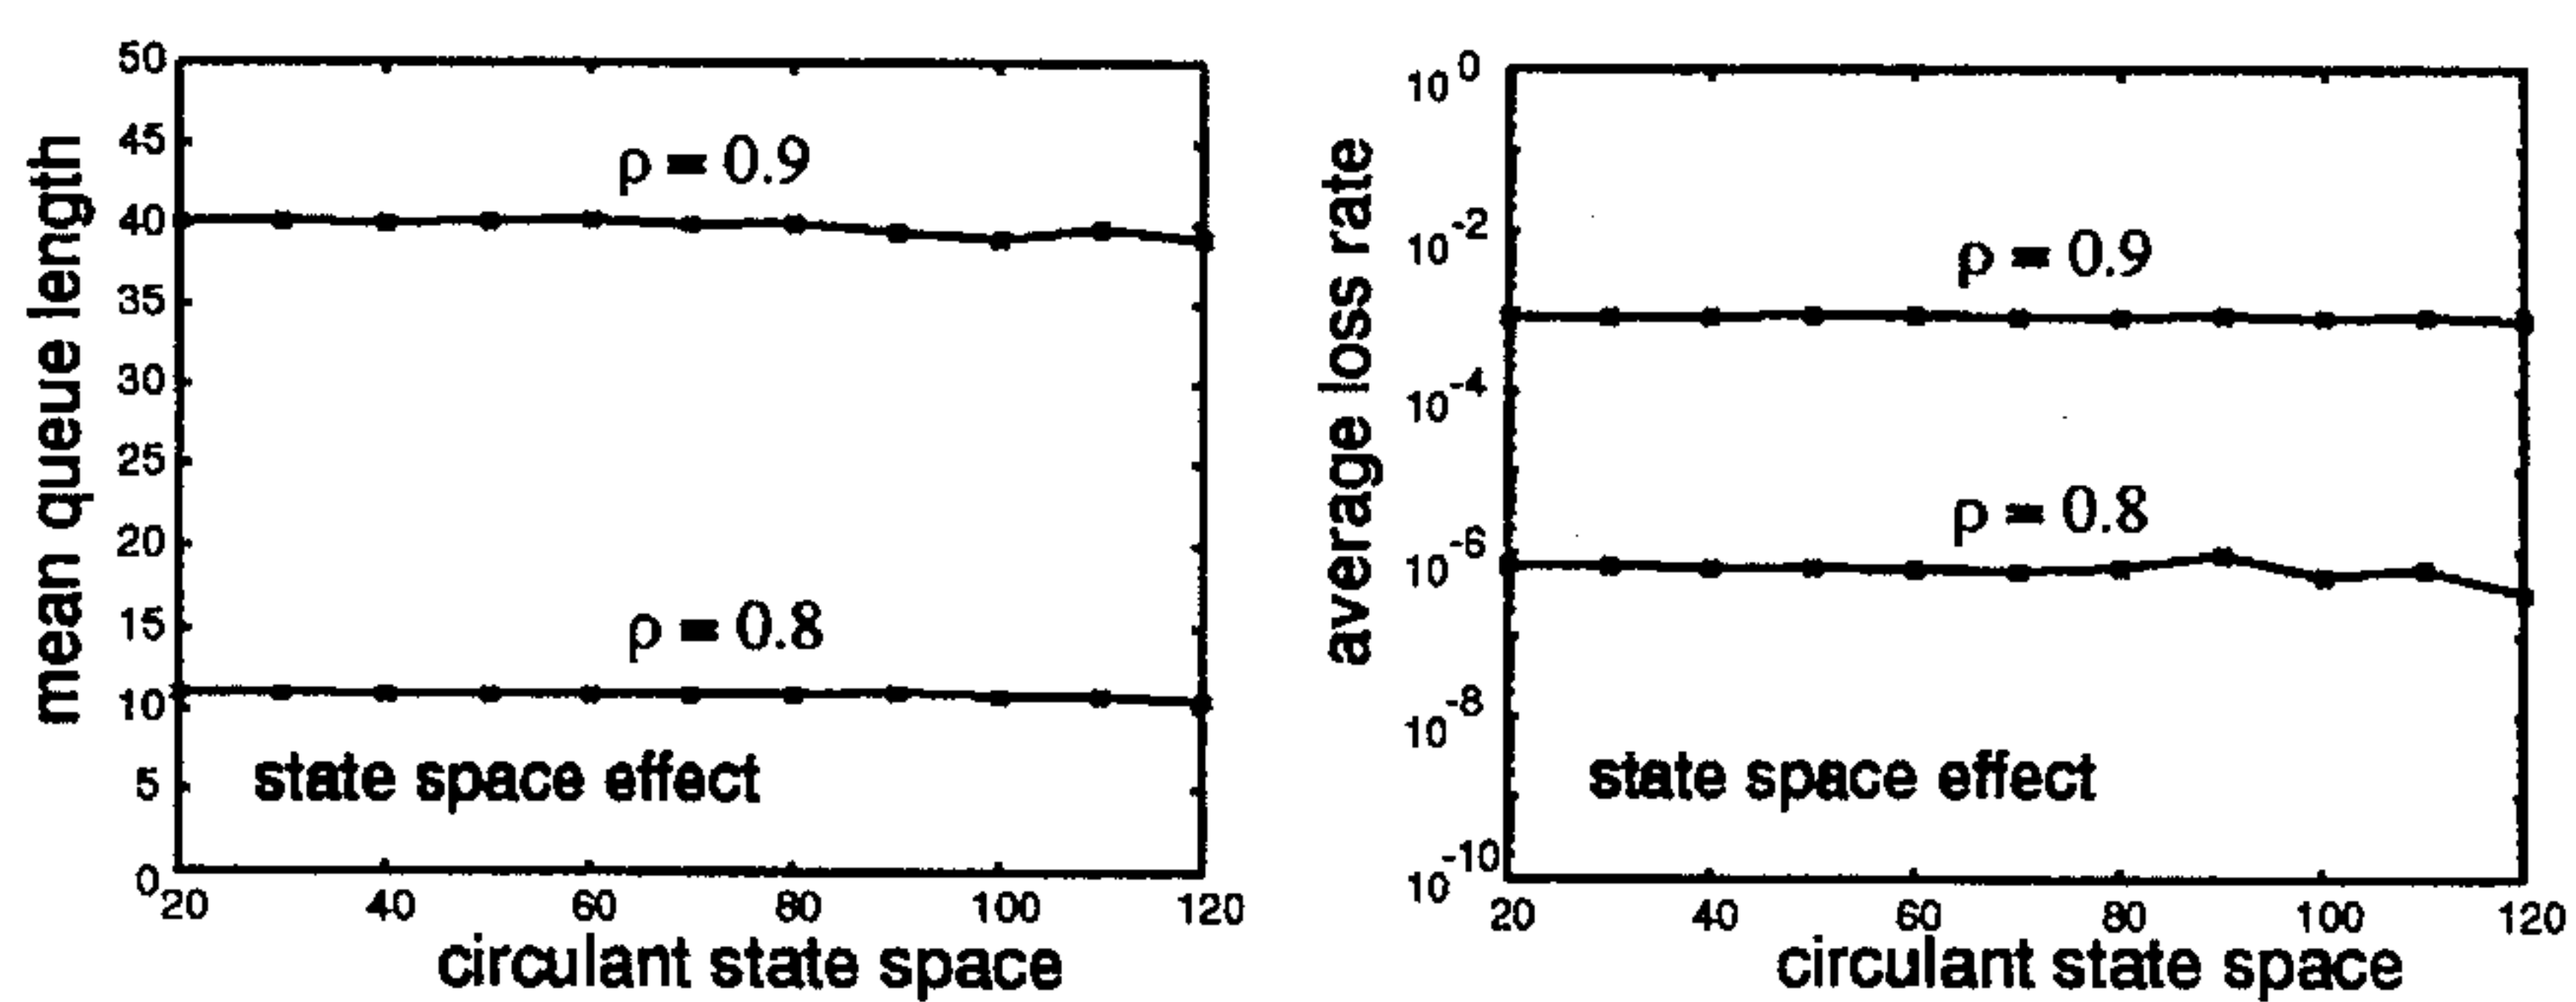 mean queue length
50
45
40
35
30
25
20
15
10
5
0
ρ = 0.9
ρ = 0.8
state space effect
20 40 60 80 100 120
circulant state space
average loss rate
10^0
10^-2
10^-4
10^-6
10^-8
10^-10
ρ = 0.9
ρ = 0.8
state space effect
20 40 60 80 100 120
circulant state space